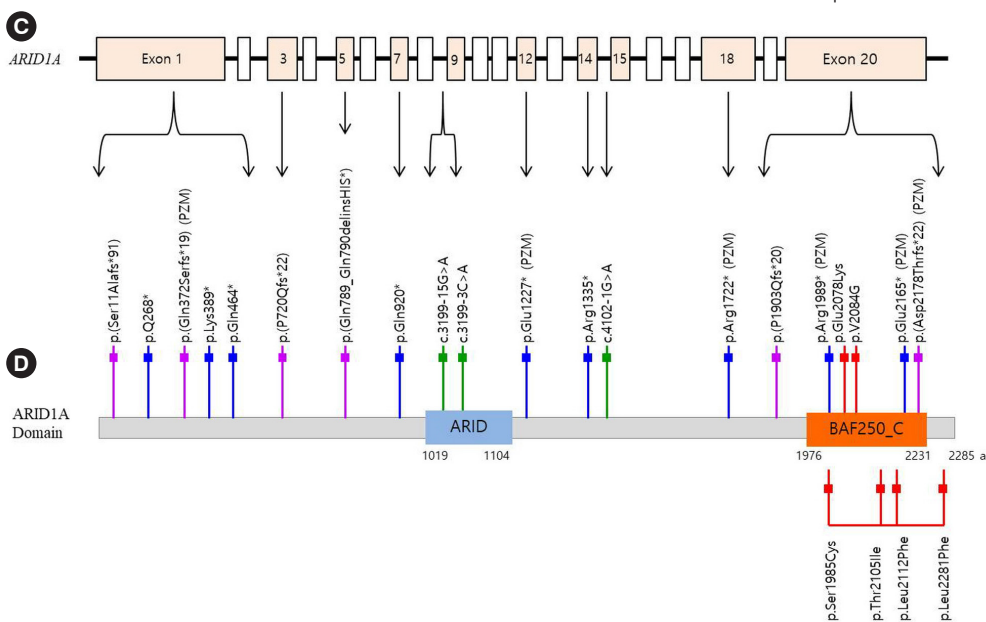 C
ARID1A
Exon 1
3
5
7
9
12
14
15
18
Exon 20
p.(Ser11Alafs*91)
p.Q268*
p.(Gln372Serfs*19) (PZM)
p.Lys389*
p.Gln464*
p.(P720Qfs*22)
p.(Gln789_Gln790delinsHIS*)
p.Gln920*
c.3199-15G>A
c.3199-3C>A
p.Glu1227* (PZM)
p.Arg1335*
c.4102-1G>A
p.Arg1722* (PZM)
p.(P1903Qfs*20)
p.Arg1989* (PZM)
p.Glu2078Lys
p.V2084G
p.Glu2165* (PZM)
p.(Asp2178Thrfs*22) (PZM)
D
ARID1A
Domain
ARID
BAF250_C
1019
1104
1976
2231
2285 a
p.Ser1985Cys
p.Thr2105Ile
p.Leu2112Phe
p.Leu2281Phe